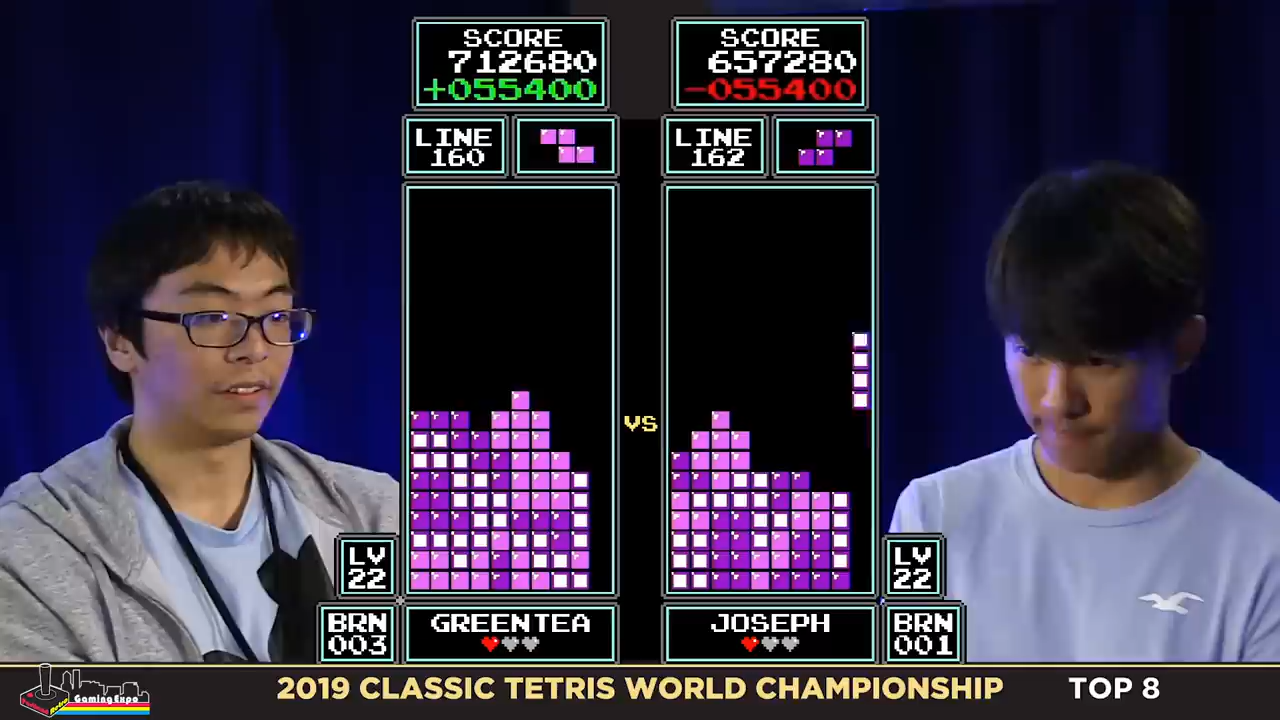 SCORE
712680
+055400
SCORE
657280
-055400
LINE
160
LINE
162
VS
LV
22
LV
22
BRN
003
GREENTEA
JOSEPH
BRN
001
GamingExpo
2019 CLASSIC TETRIS WORLD CHAMPIONSHIP
TOP 8